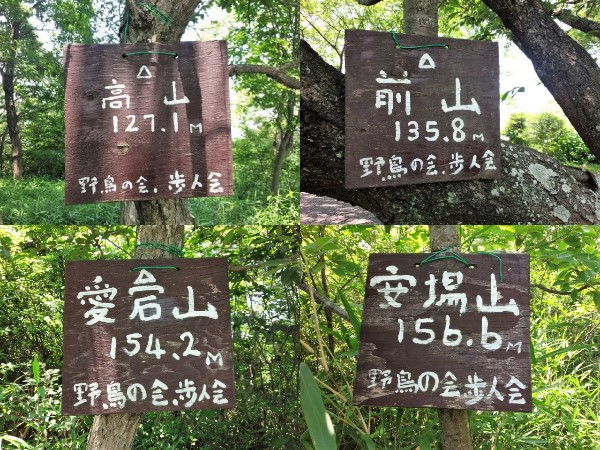 高山
127.1M
野鳥の会.歩人会
前山
135.8M
野鳥の会.歩人会
愛岩山
154.2M
野鳥の会.歩人会
安場山
156.6M
野鳥の会.歩人会